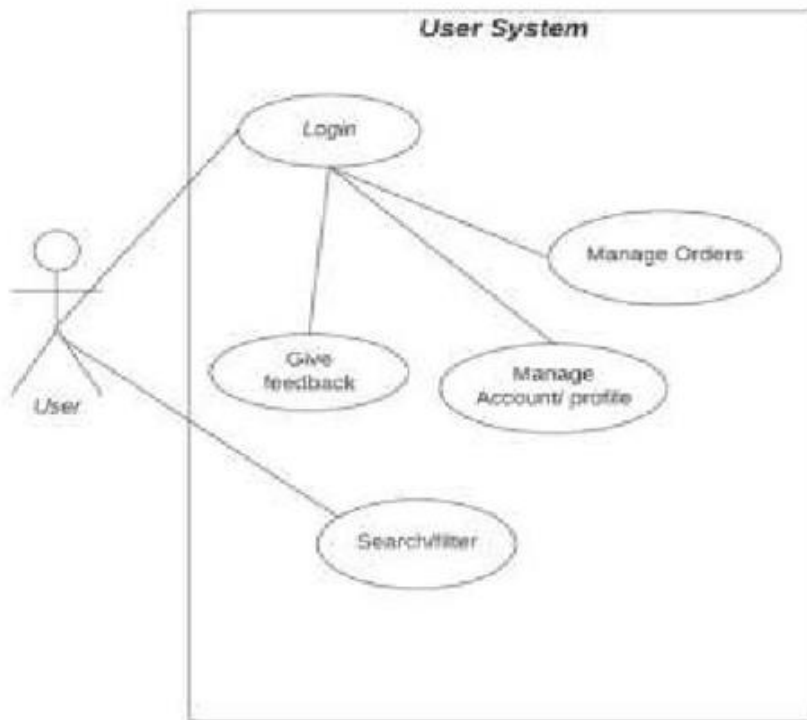 User System
Login
Manage Orders
Give
feedback
Manage
Account/ profile
User
Search/filter